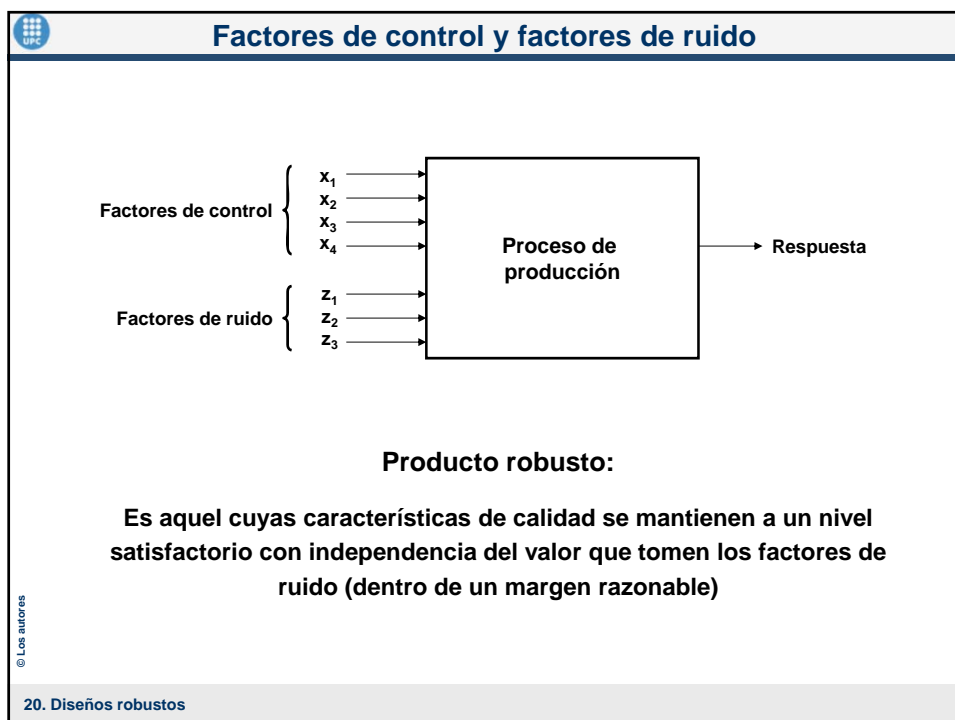 UPC
Factores de control y factores de ruido
Factores de control
x1
x2
x3
x4
Factores de ruido
z1
z2
z3
Proceso de
producción
Respuesta
Producto robusto:
Es aquel cuyas características de calidad se mantienen a un nivel
satisfactorio con independencia del valor que tomen los factores de
ruido (dentro de un margen razonable)
© Los autores
20. Diseños robustos